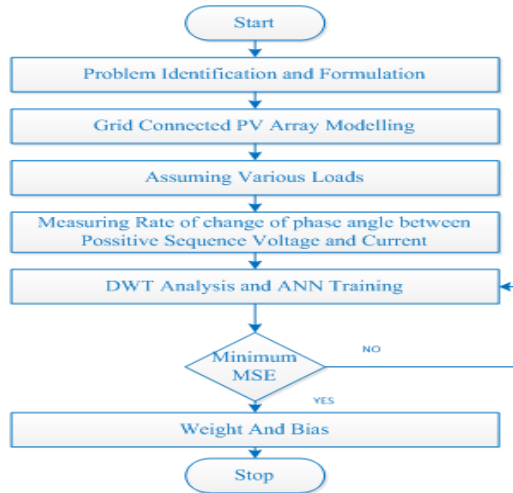 Start
Problem Identification and Formulation
Grid Connected PV Array Modelling
Assuming Various Loads
Measuring Rate of change of phase angle between
Possitive Sequence Voltage and Current
DWT Analysis and ANN Training
Minimum
MSE
NO
YES
Weight And Bias
Stop